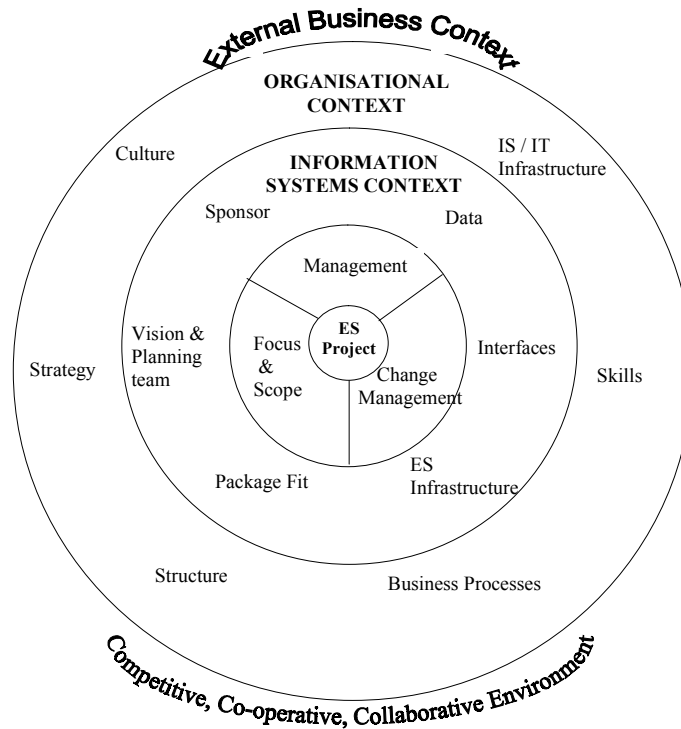 External Business Context
ORGANISATIONAL
CONTEXT
Culture
IS / IT
Infrastructure
INFORMATION
SYSTEMS CONTEXT
Sponsor
Data
Management
ES
Project
Vision &
Planning
team
Focus
&
Scope
Interfaces
Strategy
Change
Management
Skills
Package Fit
ES
Infrastructure
Structure
Business Processes
Competitive, Co-operative, Collaborative Environment